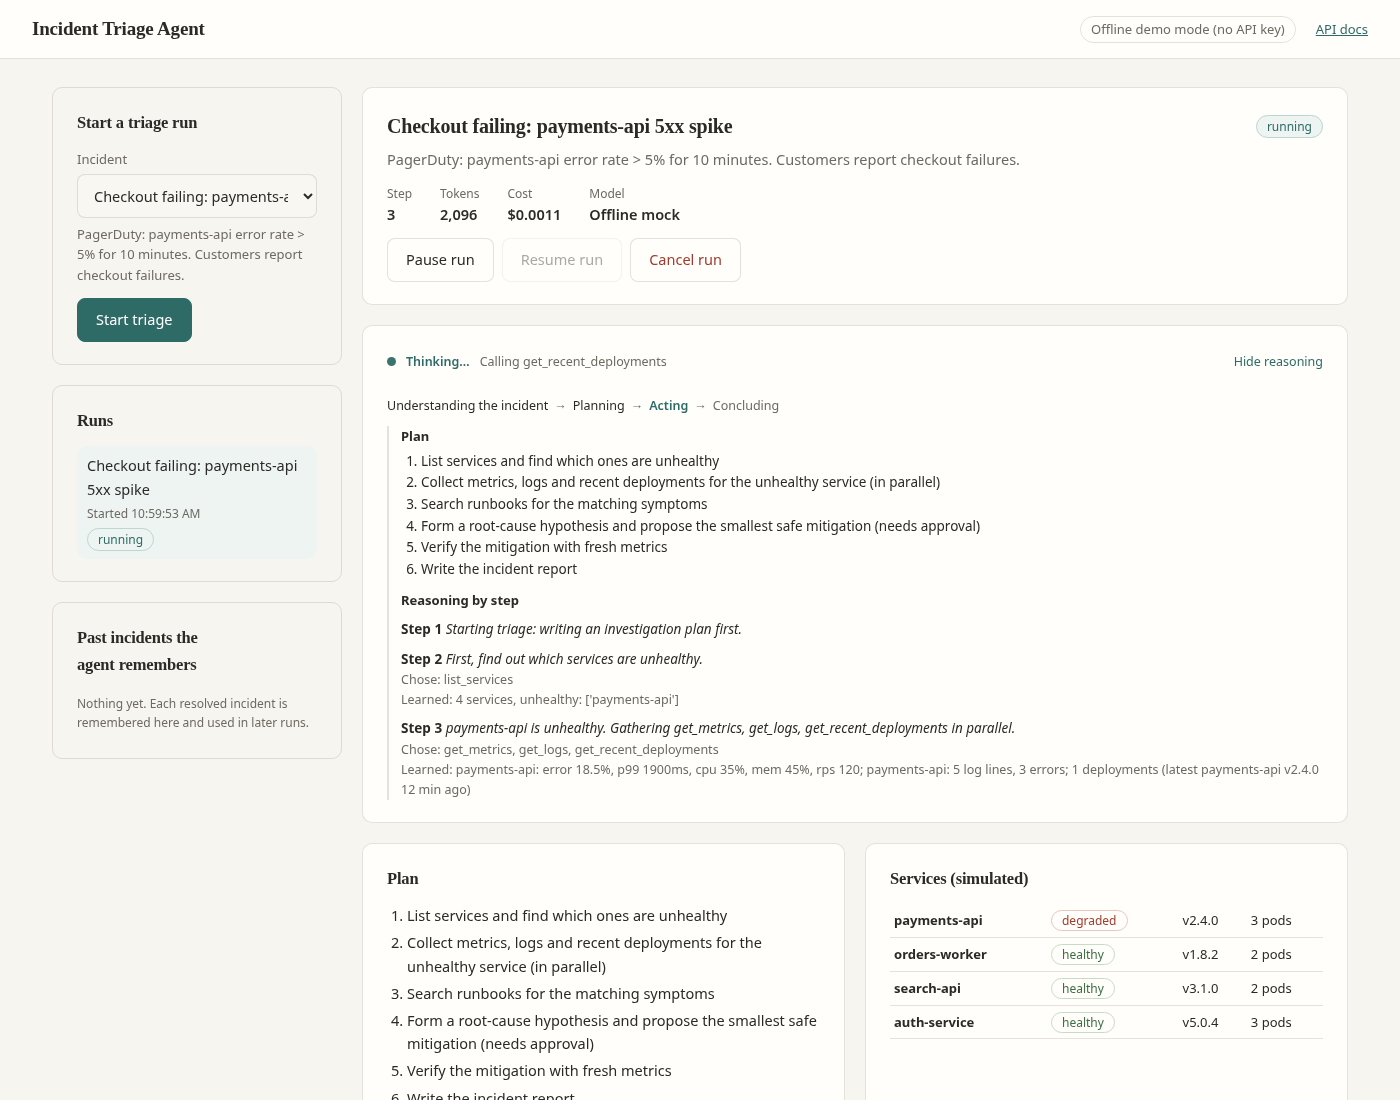 Incident Triage Agent
Offline demo mode (no API key)
API docs
Start a triage run
Incident
Checkout failing: payments-a
PagerDuty: payments-api error rate >
5% for 10 minutes. Customers report
checkout failures.
Start triage
Runs
Checkout failing: payments-api
5xx spike
Started 10:59:53 AM
running
Past incidents the
agent remembers
Nothing yet. Each resolved incident is
remembered here and used in later runs.
Checkout failing: payments-api 5xx spike
running
PagerDuty: payments-api error rate > 5% for 10 minutes. Customers report checkout failures.
Step
Tokens
Cost
Model
3
2,096
$0.0011
Offline mock
Pause run
Resume run
Cancel run
Thinking... Calling get_recent_deployments
Hide reasoning
Understanding the incident → Planning → Acting → Concluding
Plan
1. List services and find which ones are unhealthy
2. Collect metrics, logs and recent deployments for the unhealthy service (in parallel)
3. Search runbooks for the matching symptoms
4. Form a root-cause hypothesis and propose the smallest safe mitigation (needs approval)
5. Verify the mitigation with fresh metrics
6. Write the incident report
Reasoning by step
Step 1 Starting triage: writing an investigation plan first.
Step 2 First, find out which services are unhealthy.
Chose: list_services
Learned: 4 services, unhealthy: ['payments-api']
Step 3 payments-api is unhealthy. Gathering get_metrics, get_logs, get_recent_deployments in parallel.
Chose: get_metrics, get_logs, get_recent_deployments
Learned: payments-api: error 18.5%, p99 1900ms, cpu 35%, mem 45%, rps 120; payments-api: 5 log lines, 3 errors; 1 deployments (latest payments-api v2.4.0
12 min ago)
Plan
1. List services and find which ones are unhealthy
2. Collect metrics, logs and recent deployments for the
unhealthy service (in parallel)
3. Search runbooks for the matching symptoms
4. Form a root-cause hypothesis and propose the smallest safe
mitigation (needs approval)
5. Verify the mitigation with fresh metrics
6. Write the incident report
Services (simulated)
payments-api degraded v2.4.0 3 pods
orders-worker healthy v1.8.2 2 pods
search-api healthy v3.1.0 2 pods
auth-service healthy v5.0.4 3 pods